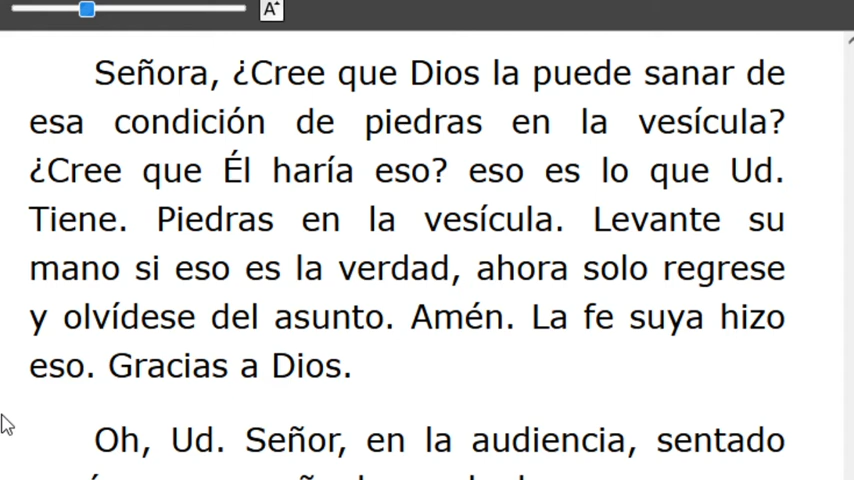 A
Señora, ¿Cree que Dios la puede sanar de
esa condición de piedras en la vesícula?
¿Cree que Él haría eso? eso es lo que Ud.
Tiene. Piedras en la vesícula. Levante su
mano si eso es la verdad, ahora solo regrese
y olvídese del asunto. Amén. La fe suya hizo
eso. Gracias a Dios.
Oh, Ud. Señor, en la audiencia, sentado